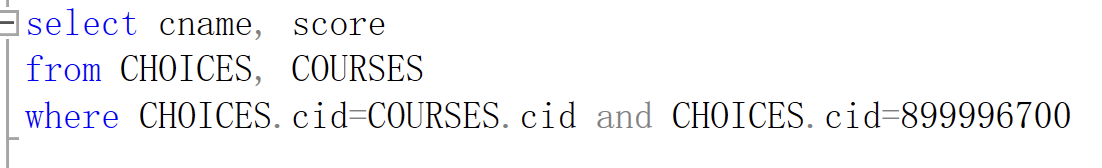 select cname, score
from CHOICES, COURSES
where CHOICES.cid=COURSES.cid and CHOICES.cid=899996700